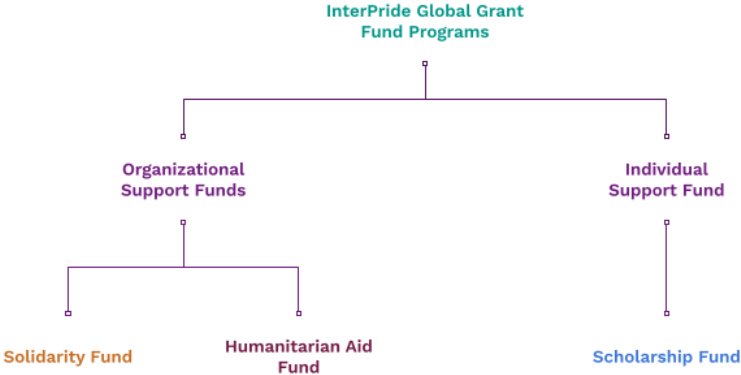 InterPride Global Grant
Fund Programs
Organizational
Support Funds
Individual
Support Fund
Solidarity Fund
Humanitarian Aid
Fund
Scholarship Fund